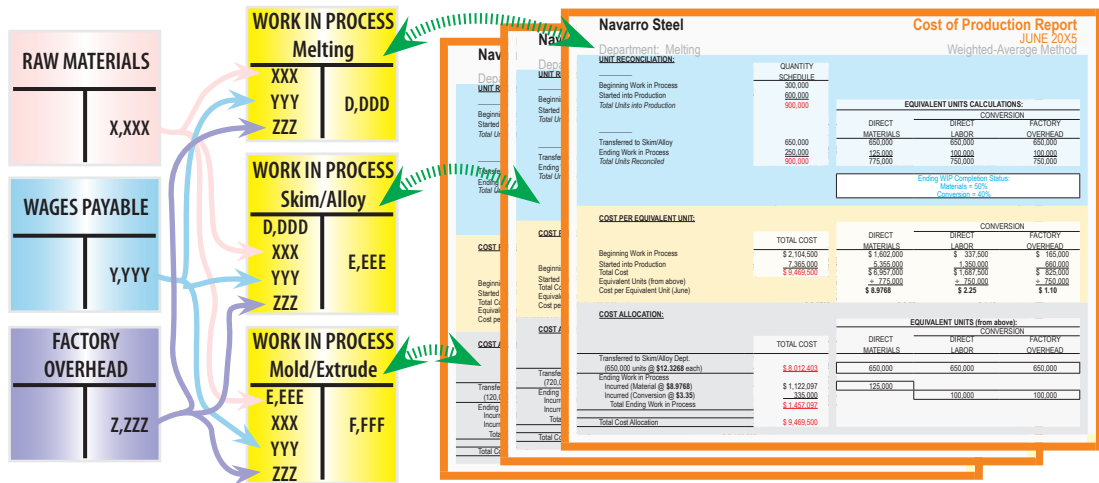 RAW MATERIALS
X,XXX
WAGES PAYABLE
Y,YYY
FACTORY
OVERHEAD
Z,ZZZ
WORK IN PROCESS
Melting
XXX
YYY
ZZZ
D,DDD
WORK IN PROCESS
Skim/Alloy
D,DDD
XXX
YYY
ZZZ
E,EEE
WORK IN PROCESS
Mold/Extrude
E,EEE
XXX
YYY
ZZZ
F,FFF
Nav
Nav
Navarro Steel
Cost of Production Report
JUNE 20X5
Department: Melting
Weighted-Average Method
UNIT RECONCILIATION:
QUANTITY
SCHEDULE
Beginning Work in Process 300,000
Started into Production 600,000
Total Units into Production 900,000
EQUIVALENT UNITS CALCULATIONS:
CONVERSION
DIRECT DIRECT FACTORY
MATERIALS LABOR OVERHEAD
Transferred to Skim/Alloy 650,000 650,000 650,000 650,000
Ending Work in Process 250,000 125,000 100,000 100,000
Total Units Reconciled 900,000 775,000 750,000 750,000
Ending WIP Completion Status:
Materials = 50%
Conversion = 40%
COST PER EQUIVALENT UNIT:
CONVERSION
TOTAL COST DIRECT DIRECT FACTORY
MATERIALS LABOR OVERHEAD
Beginning Work in Process $ 2,104,500 $ 1,602,000 $ 337,500 $ 165,000
Started into Production 7,365,000 5,355,000 1,350,000 660,000
Total Cost $ 9,469,500 $ 6,957,000 $ 1,687,500 $ 825,000
Equivalent Units (from above) ÷ 775,000 ÷ 750,000 ÷ 750,000
Cost per Equivalent Unit (June) $ 8.9768 $ 2.25 $ 1.10
COST ALLOCATION:
EQUIVALENT UNITS (from above):
CONVERSION
TOTAL COST DIRECT DIRECT FACTORY
MATERIALS LABOR OVERHEAD
Transferred to Skim/Alloy Dept.
(650,000 units @ $12.3268 each) $ 8,012,403 650,000 650,000 650,000
Ending Work in Process
Incurred (Material @ $8.9768) $ 1,122,097 125,000
Incurred (Conversion @ $3.35) 335,000 100,000 100,000
Total Ending Work in Process $ 1,457,097
Total Cost Allocation $ 9,469,500